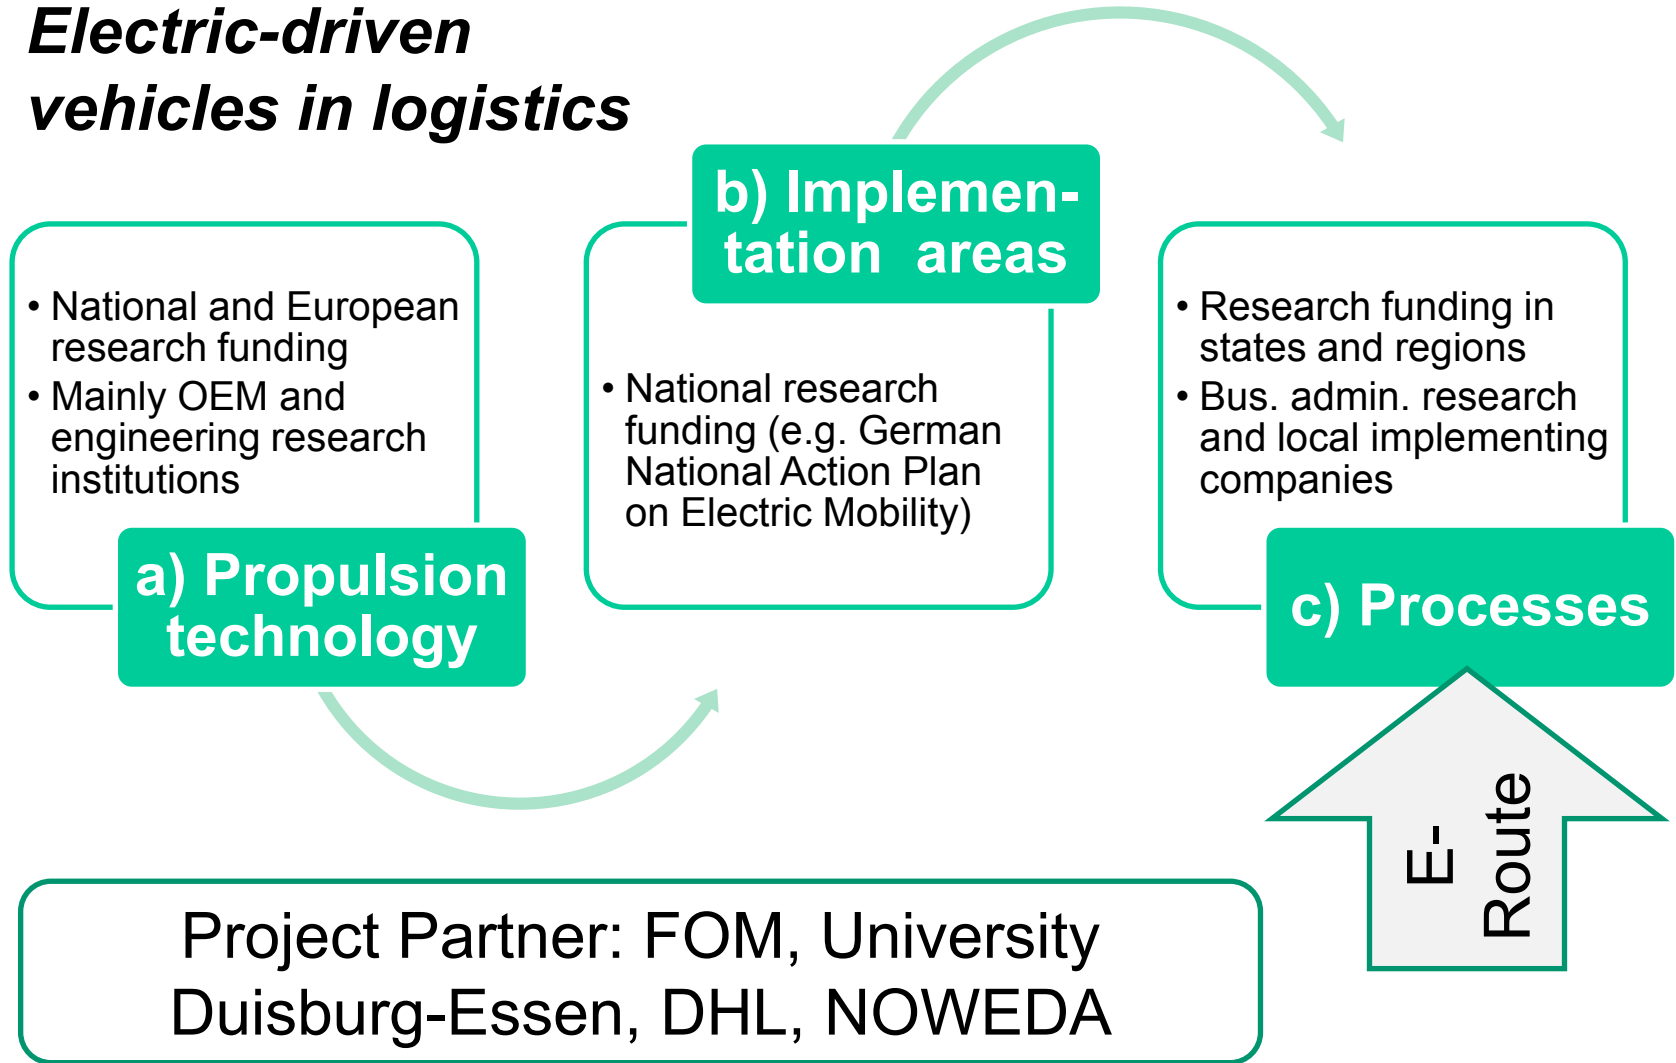 Electric-driven
vehicles in logistics
• National and European
research funding
• Mainly OEM and
engineering research
institutions
a) Propulsion
technology
b) Implemen-
tation areas
• National research
funding (e.g. German
National Action Plan
on Electric Mobility)
• Research funding in
states and regions
• Bus. admin. research
and local implementing
companies
c) Processes
E-
Route
Project Partner: FOM, University
Duisburg-Essen, DHL, NOWEDA